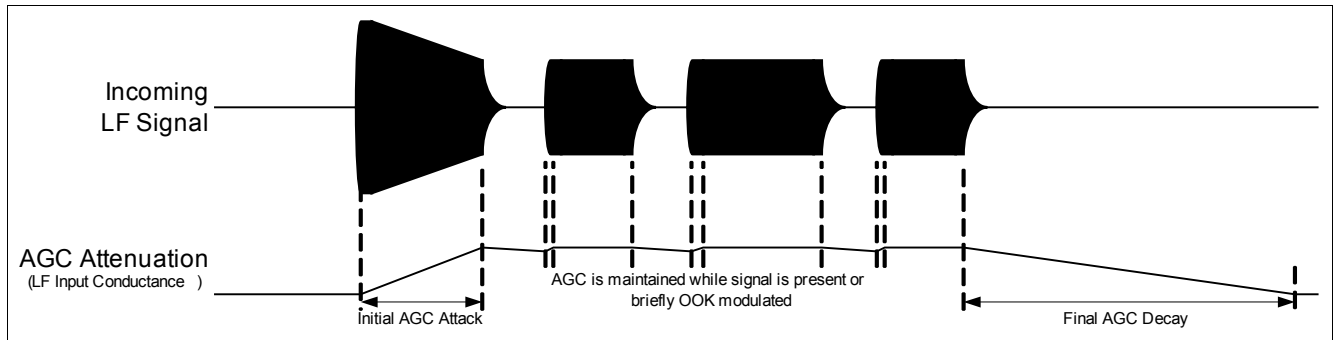 Incoming
LF Signal
AGC Attenuation
(LF Input Conductance )
AGC is maintained while signal is present or
briefly OOK modulated
Initial AGC Attack
Final AGC Decay